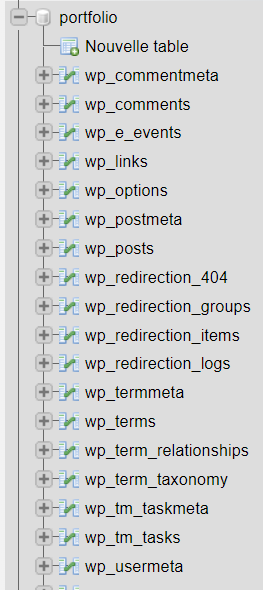 portfolio
Nouvelle table
wp_commentmeta
wp_comments
wp_e_events
wp_links
wp_options
wp_postmeta
wp_posts
wp_redirection_404
wp_redirection_groups
wp_redirection_items
wp_redirection_logs
wp_termmeta
wp_terms
wp_term_relationships
wp_term_taxonomy
wp_tm_taskmeta
wp_tm_tasks
wp_usermeta